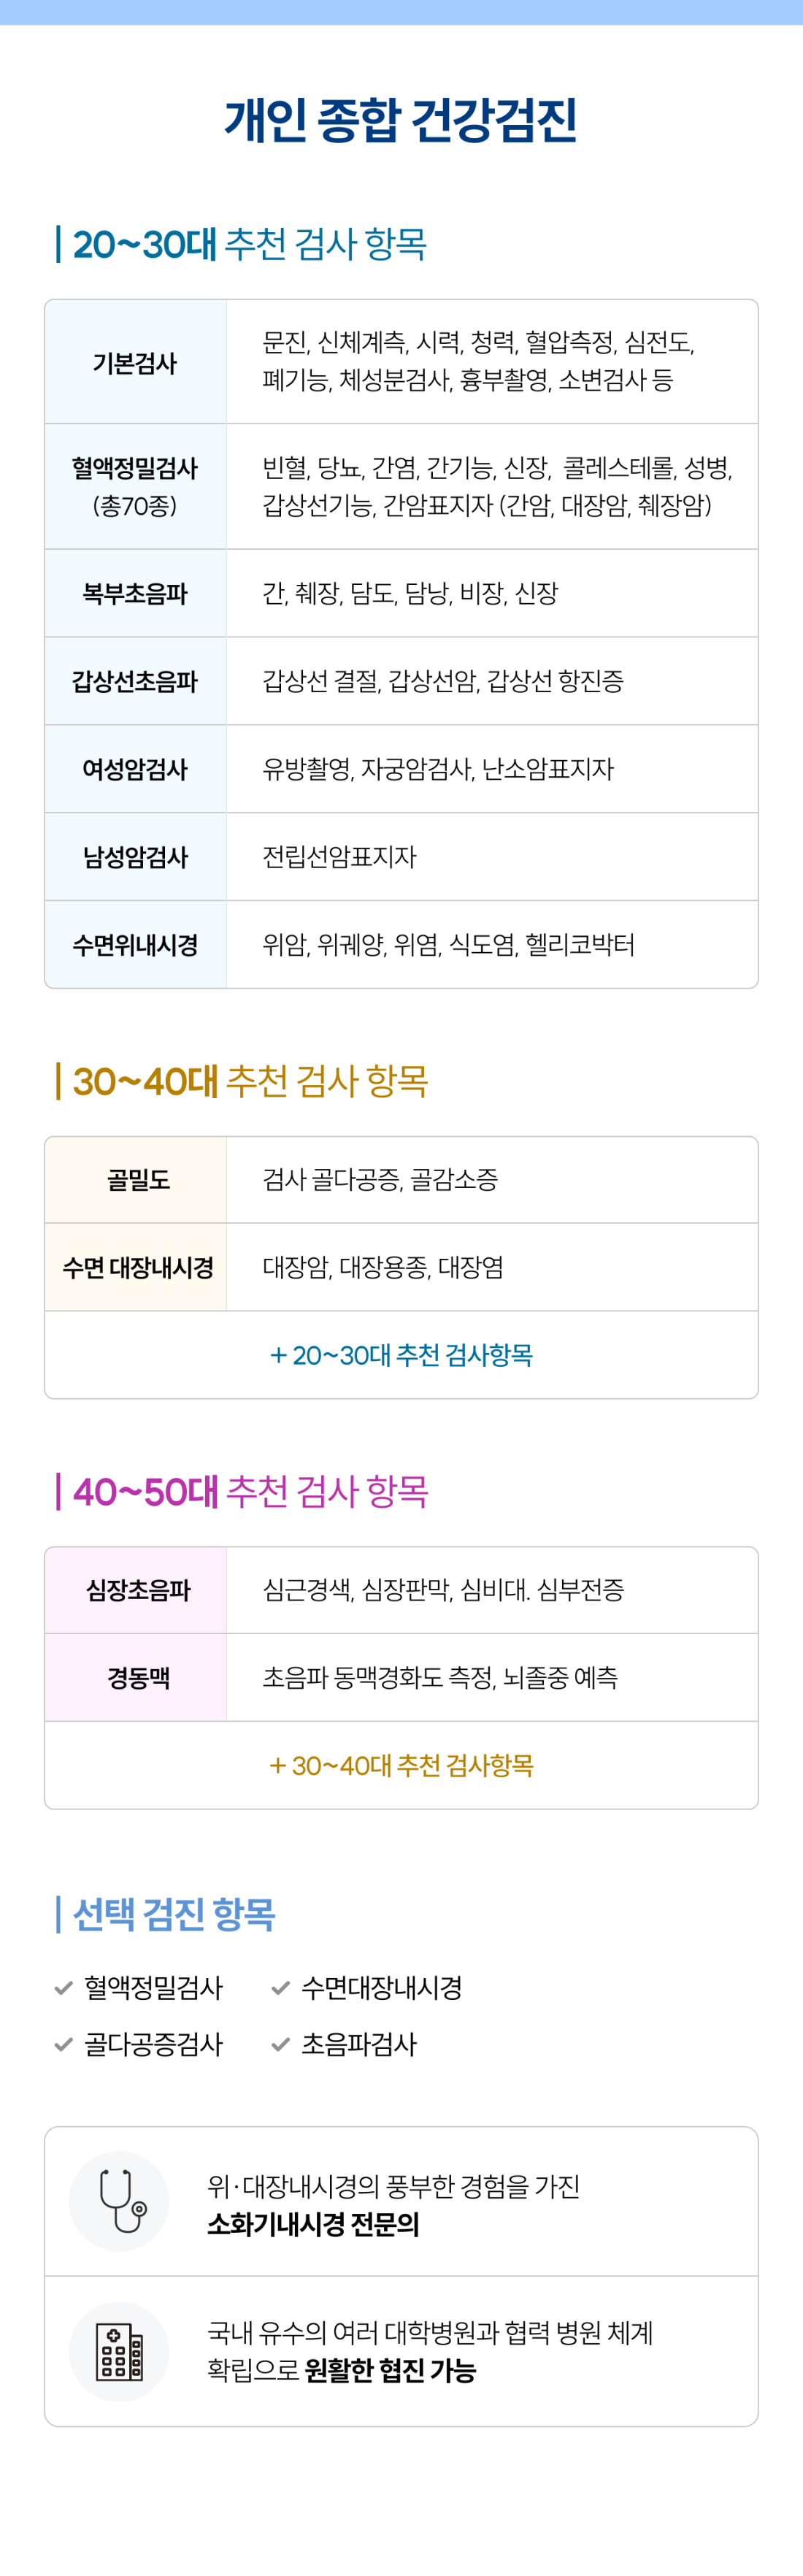 개인 종합 건강검진
20~30대 추천 검사 항목
기본검사
문진, 신체계측, 시력, 청력, 혈압측정, 심전도,
폐기능, 체성분검사, 흉부촬영, 소변검사 등
혈액정밀검사
(총70종)
빈혈, 당뇨, 간염, 간기능, 신장, 콜레스테롤, 성병,
갑상선기능, 간암표지자 (간암, 대장암, 췌장암)
복부초음파
간, 췌장, 담도, 담낭, 비장, 신장
갑상선초음파
갑상선 결절, 갑상선암, 갑상선 항진증
여성암검사
유방촬영, 자궁암검사, 난소암표지자
남성암검사
전립선암표지자
수면위내시경
위암, 위궤양, 위염, 식도염, 헬리코박터
30~40대 추천 검사 항목
골밀도
검사 골다공증, 골감소증
수면 대장내시경
대장암, 대장용종, 대장염
+ 20~30대 추천 검사항목
40~50대 추천 검사 항목
심장초음파
심근경색, 심장판막, 심비대. 심부전증
경동맥
초음파 동맥경화도 측정, 뇌졸중 예측
+ 30~40대 추천 검사항목
선택 검진 항목
혈액정밀검사
수면대장내시경
골다공증검사
초음파검사
위·대장내시경의 풍부한 경험을 가진
소화기내시경 전문의
국내 유수의 여러 대학병원과 협력 병원 체계
확립으로 원활한 협진 가능